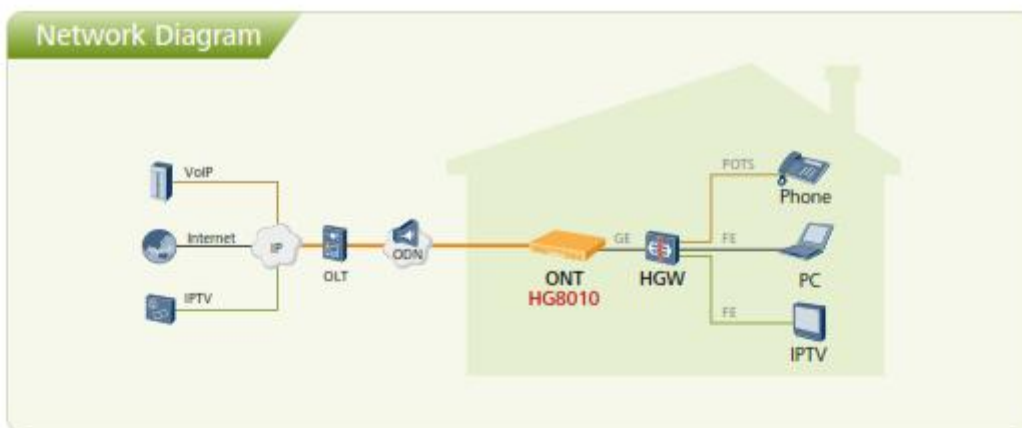 Network Diagram
VoIP
Internet
IPTV
IP
OLT
ODN
ONT
HG8010
GE
HGW
POTS
Phone
FE
PC
FE
IPTV